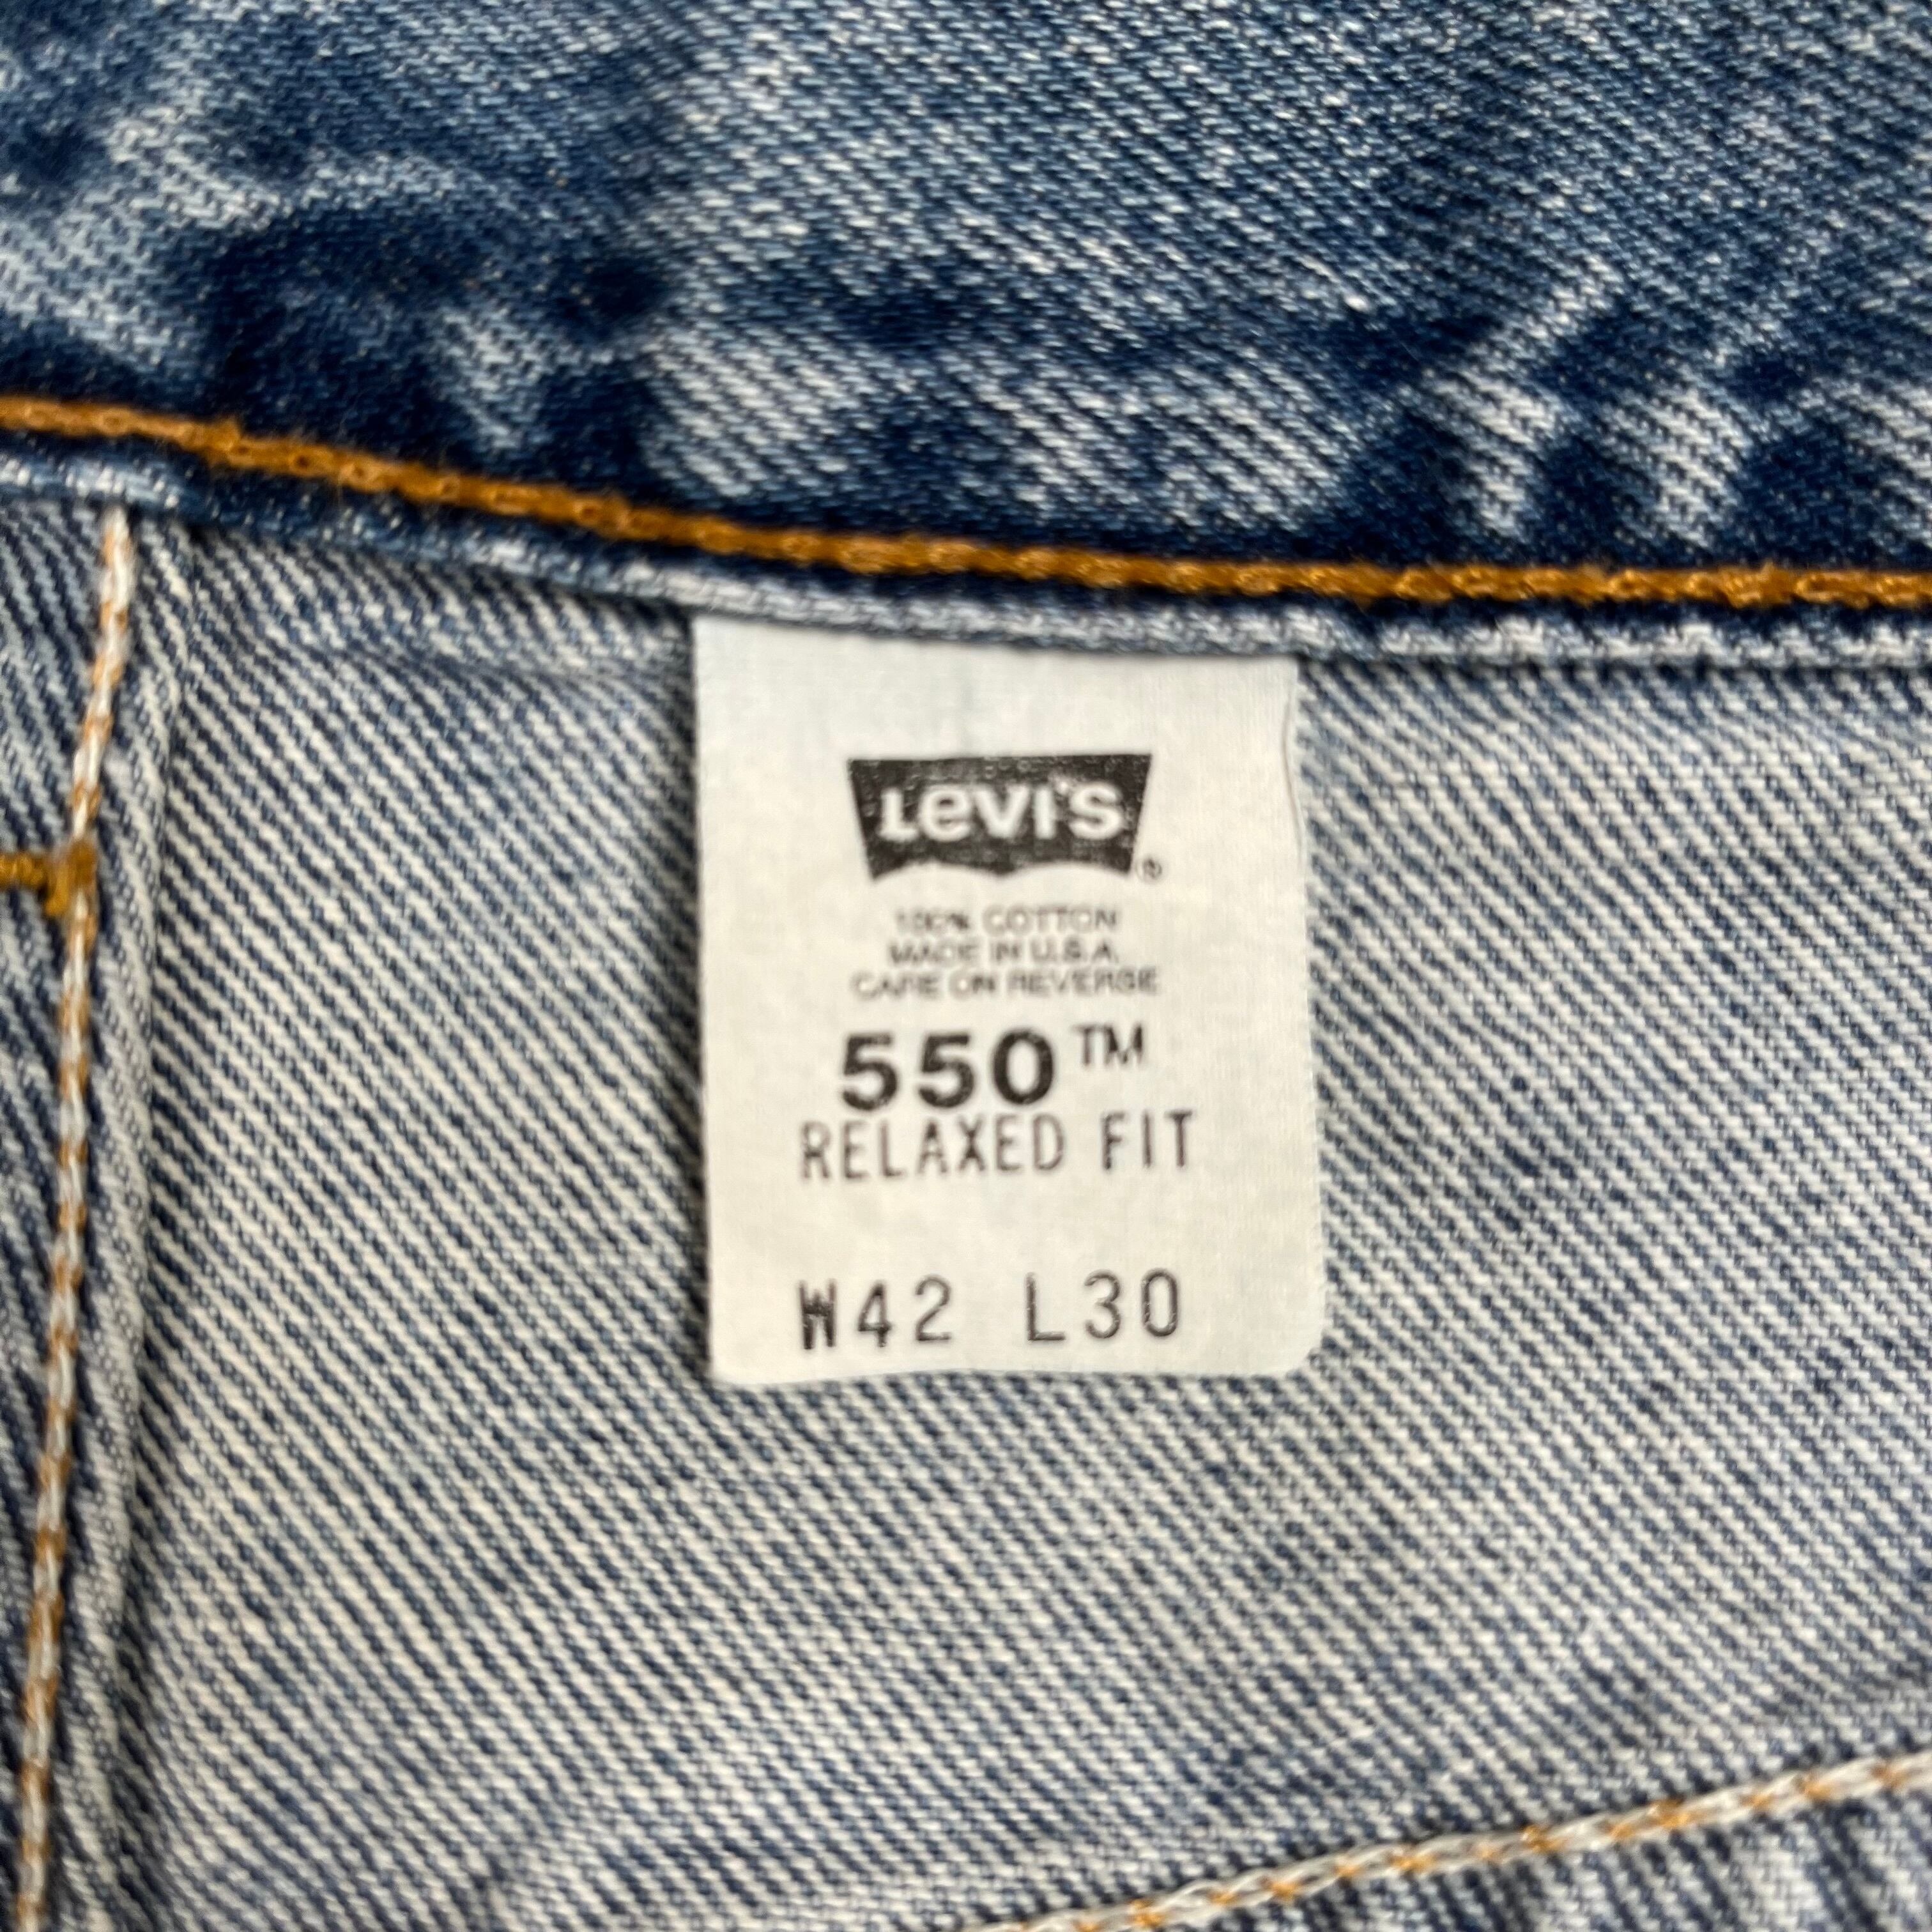 LEVI'S®
100% COTTON
MADE IN U.S.A.
CARE ON REVERSE
550™
RELAXED FIT
W42 L30